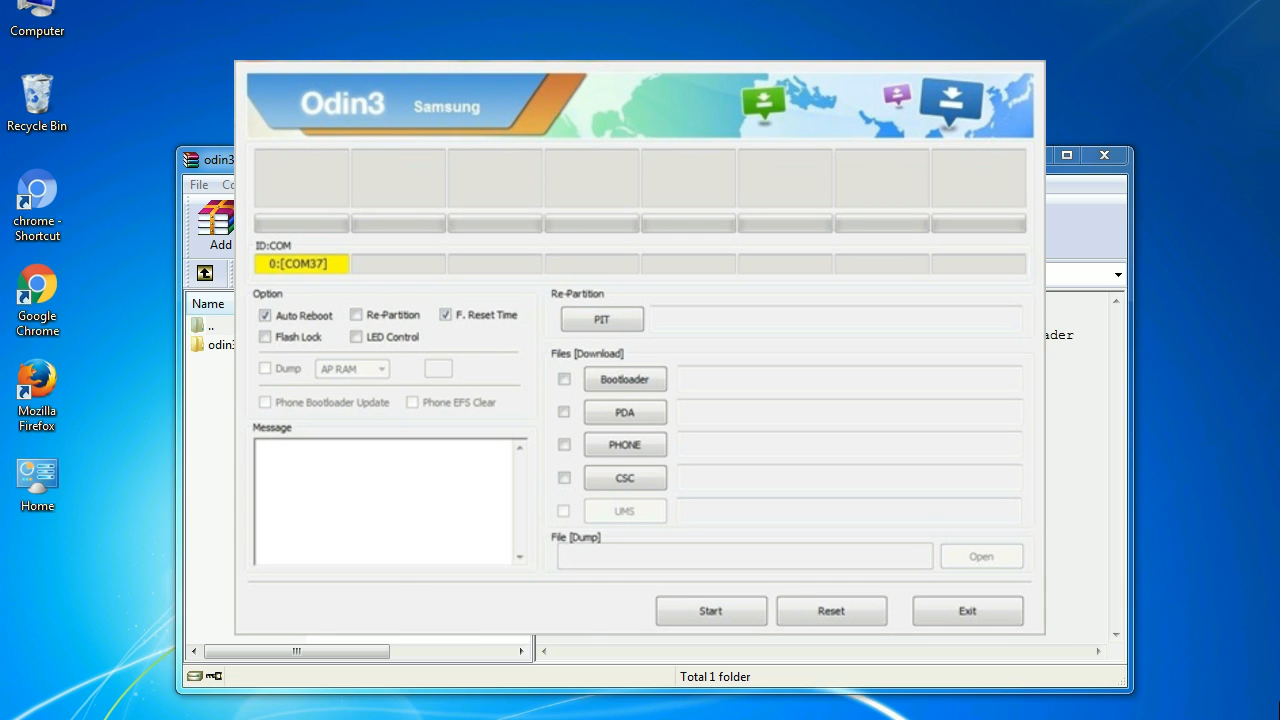 Computer
Recycle Bin
chrome -
Shortcut
Google
Chrome
Mozilla
Firefox
Home
odin3
File
Add
Name
..
odin3
ader
Total 1 folder
Odin3 Samsung
ID:COM
0:[COM37]
Option
Auto Reboot Re-Partition F. Reset Time
Flash Lock LED Control
Dump AP RAM
Phone Bootloader Update Phone EFS Clear
Message
Re-Partition
PIT
Files [Download]
Bootloader
PDA
PHONE
CSC
UMS
File [Dump]
Open
Start Reset Exit